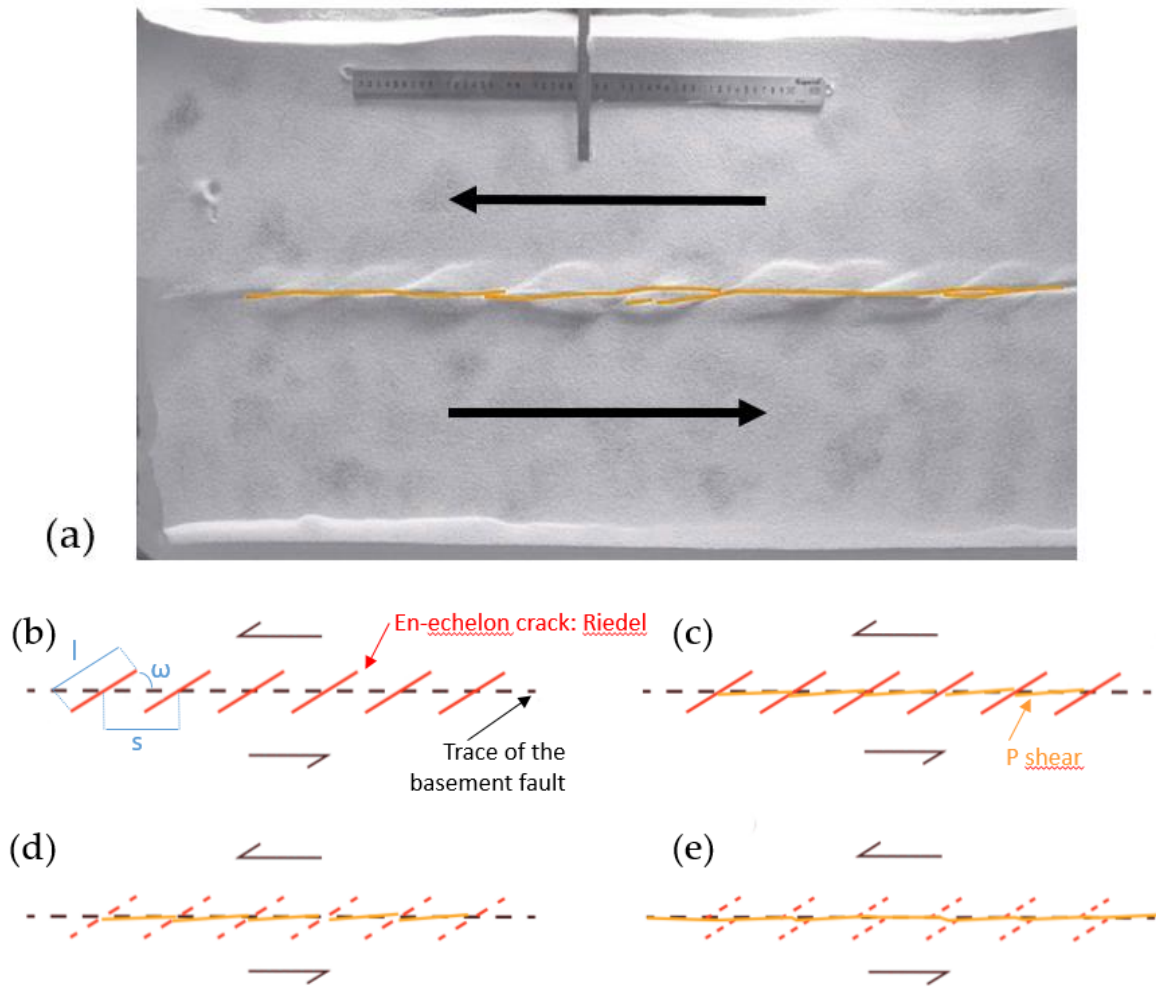 (a)
(b)
l
ω
s
En-echelon crack: Riedel
Trace of the
basement fault
(c)
P shear
(d)
(e)